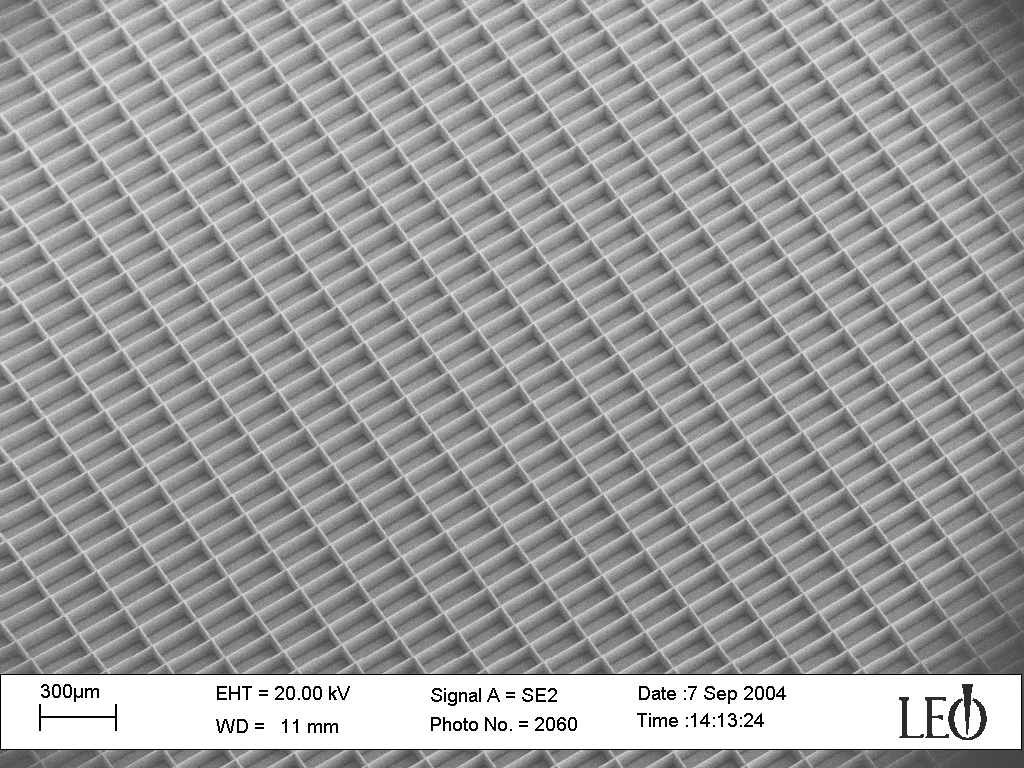 300µm
EHT = 20.00 kV
WD = 11 mm
Signal A = SE2
Photo No. = 2060
Date :7 Sep 2004
Time :14:13:24
LEO